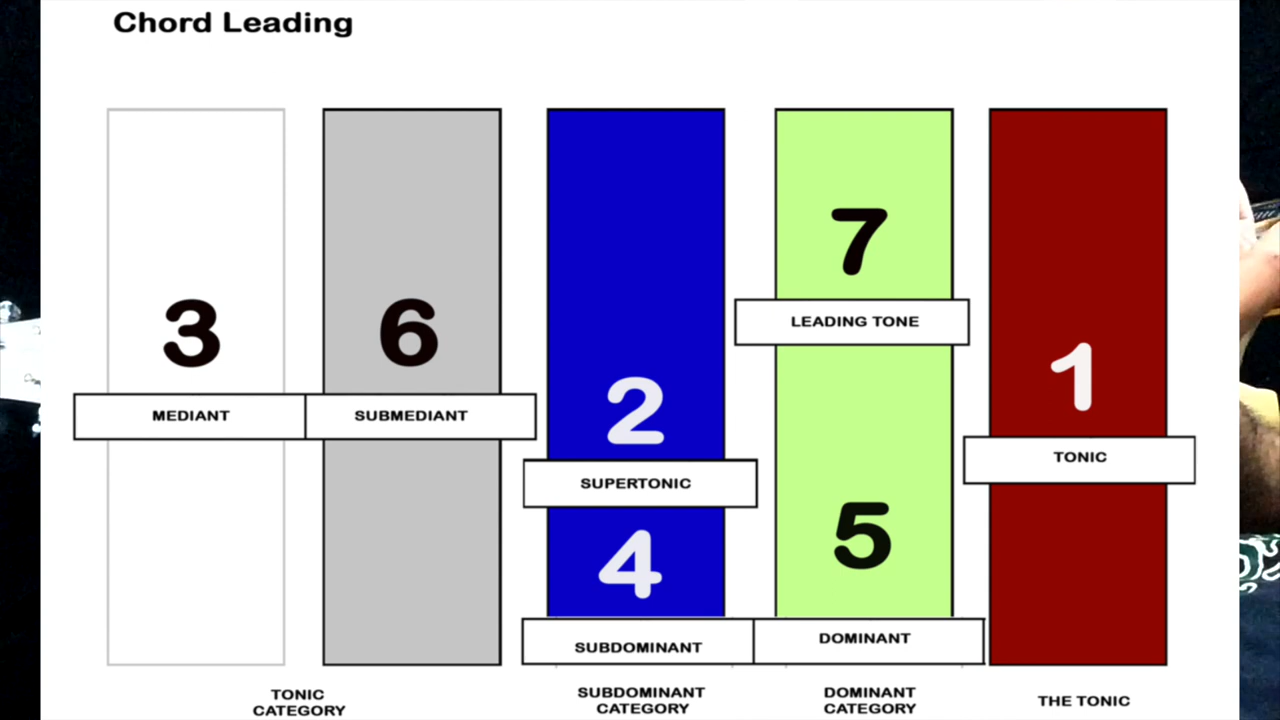 Chord Leading
3
MEDIANT
6
SUBMEDIANT
2
SUPERTONIC
4
SUBDOMINANT
7
LEADING TONE
5
DOMINANT
1
TONIC
TONIC
CATEGORY
SUBDOMINANT
CATEGORY
DOMINANT
CATEGORY
THE TONIC